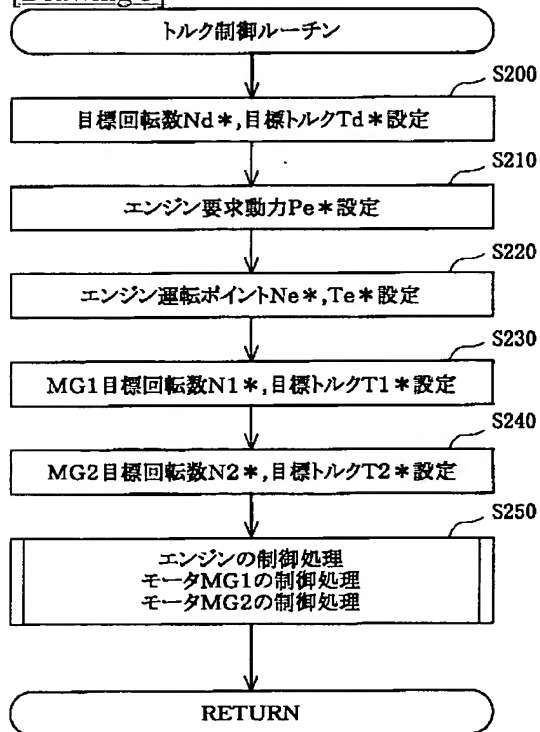 トルク制御ルーチン
S200
目標回転数Nd*,目標トルクTd*設定
S210
エンジン要求動力Pe*設定
S220
エンジン運転ポイントNe*,Te*設定
S230
MG1目標回転数N1*,目標トルクT1*設定
S240
MG2目標回転数N2*,目標トルクT2*設定
S250
エンジンの制御処理
モータMG1の制御処理
モータMG2の制御処理
RETURN